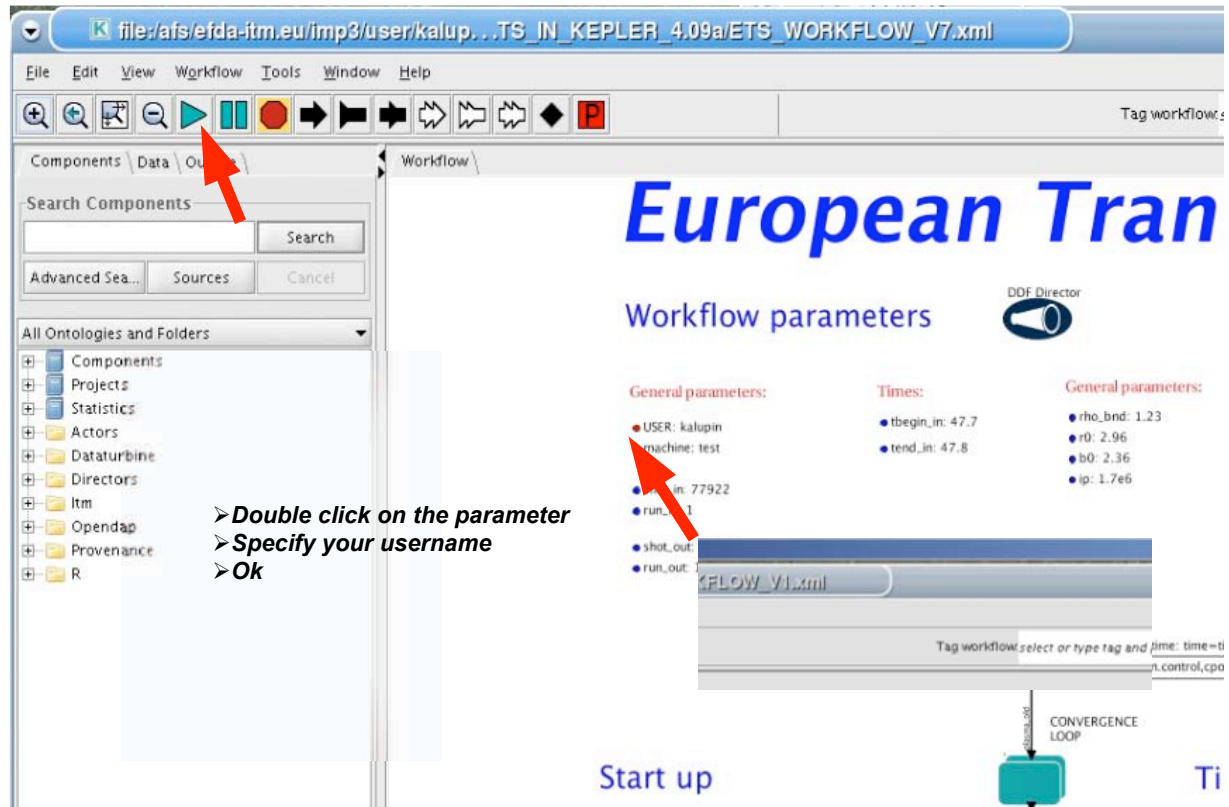 file:/afs/efda-itm.eu/imp3/user/kalup...TS_IN_KEPLER_4.09a/ETS_WORKFLOW_V7.xml
File Edit View Workflow Tools Window Help
P
Tag workflow:
Components Data
Workflow
Search Components
Search
Advanced Sea... Sources Cancel
All Ontologies and Folders
Components
Projects
Statistics
Actors
Dataturbine
Directors
Itm
Opendap
Provenance
R
➢Double click on the parameter
➢Specify your username
➢Ok
European Tran
Workflow parameters
DDF Director
General parameters:
USER: kalupin
machine: test
in: 77922
1
shot_out:
run_out:
Times:
tbegin_in: 47.7
tend_in: 47.8
General parameters:
rho_bnd: 1.23
r0: 2.96
b0: 2.36
ip: 1.7e6
KFLOW_V1.xml
Tag workflow: select or type tag and
time: time=ti
n.control,cpo
plasma_old
CONVERGENCE
LOOP
Start up
Ti